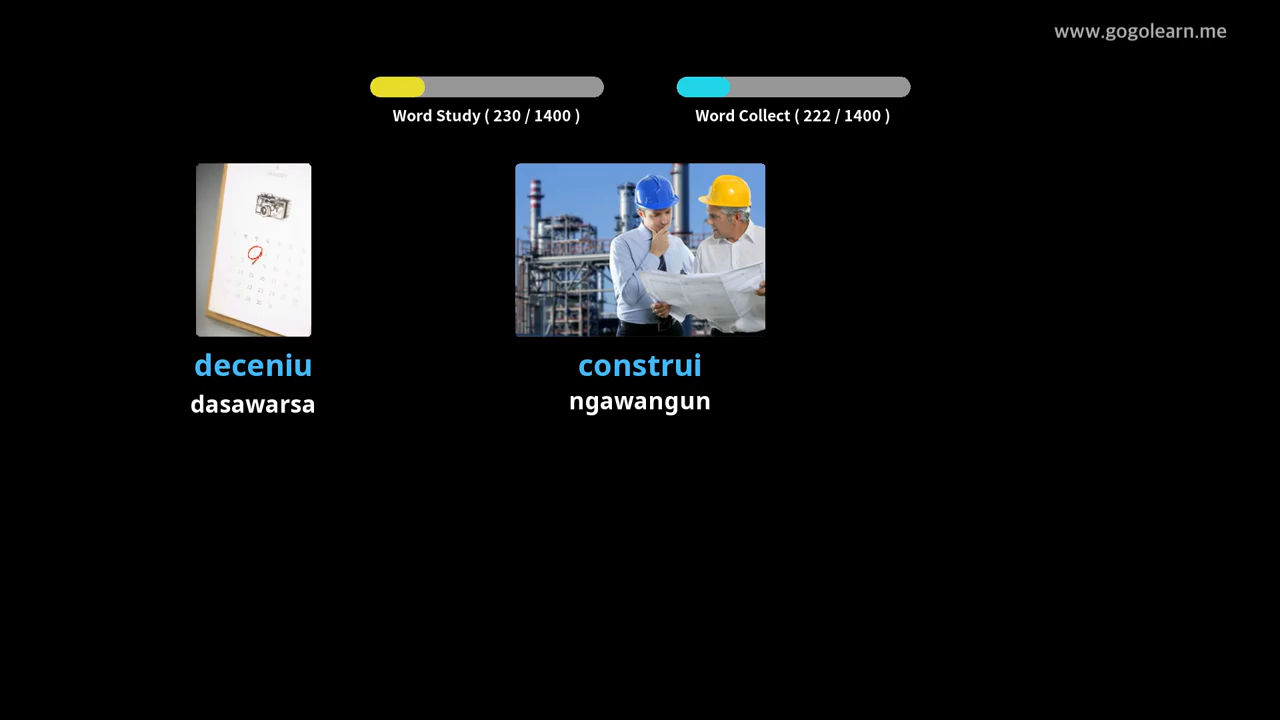 www.gogolearn.me
Word Study ( 230 / 1400 )
Word Collect ( 222 / 1400 )
deceniu
dasawarsa
construi
ngawangun